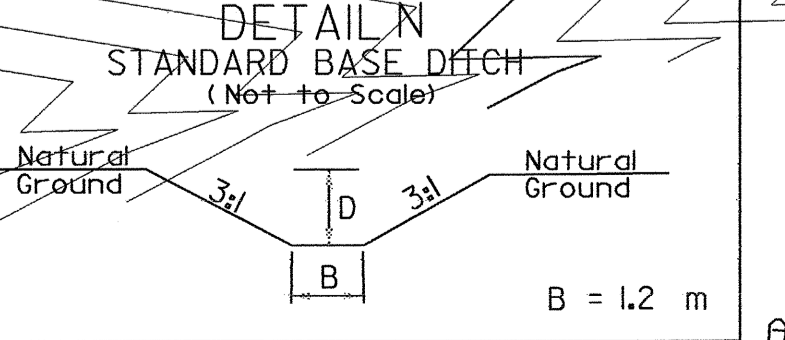 DETAIL N
STANDARD BASE DITCH
(Not to Scale)
Natural
Ground
3:1
D
3:1
Natural
Ground
B
B = 1.2 m